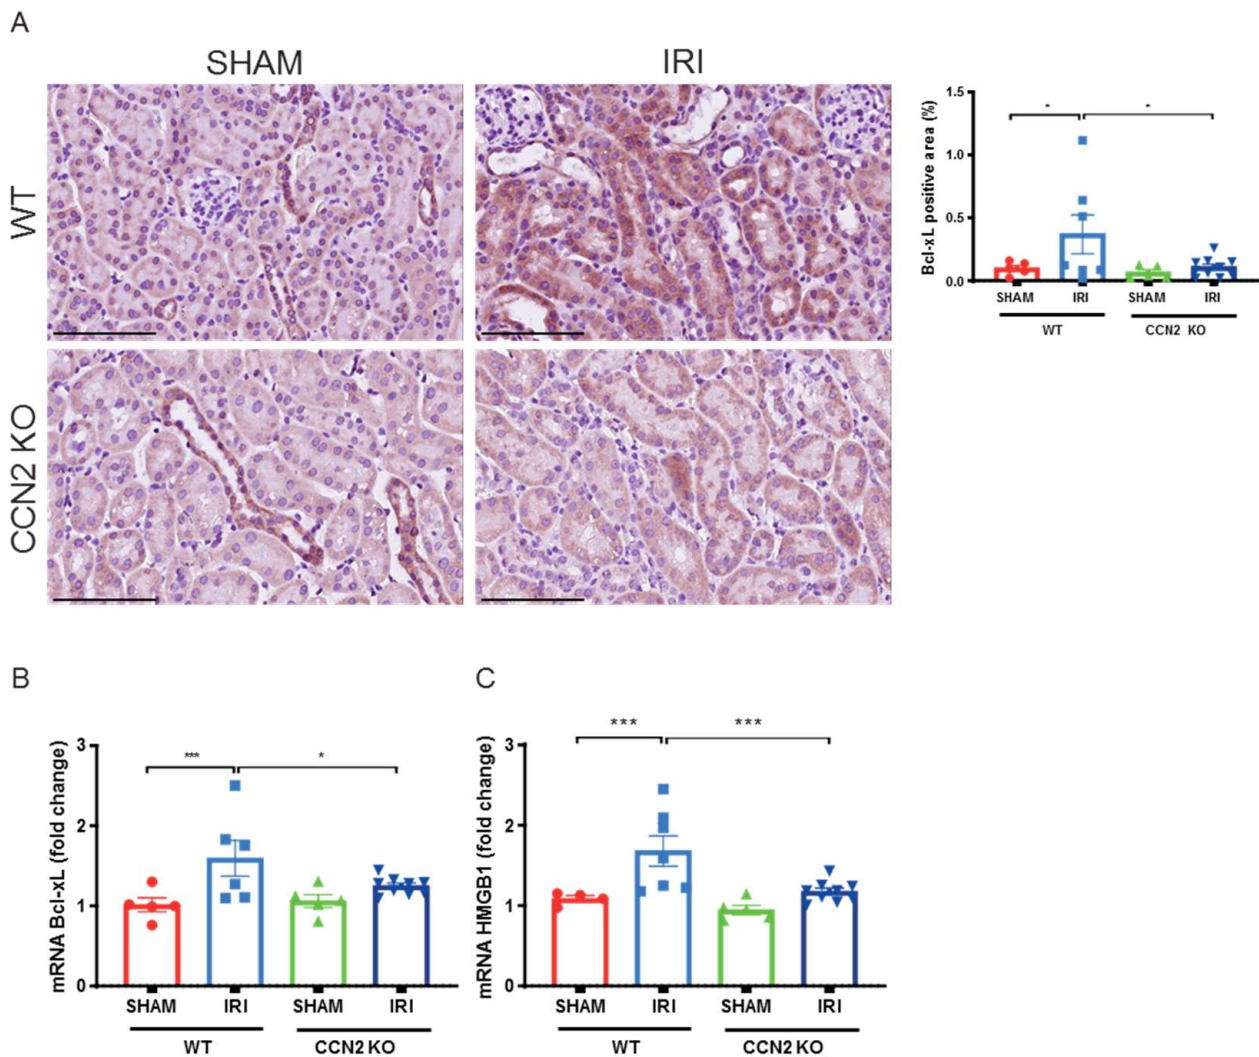 A
SHAM
IRI
WT
CCN2 KO
Bcl-xL positive area (%)
1.5
1.0
0.5
0.0
*
*
SHAM
IRI
SHAM
IRI
WT
CCN2 KO
B
mRNA Bcl-xL (fold change)
3
2
1
0
***
*
SHAM
IRI
SHAM
IRI
WT
CCN2 KO
C
mRNA HMGB1 (fold change)
3
2
1
0
***
***
SHAM
IRI
SHAM
IRI
WT
CCN2 KO